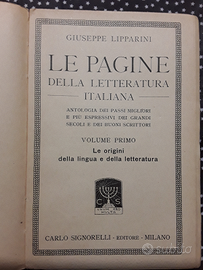 GIUSEPPE LIPPARINI
LE PAGINE
DELLA LETTERATURA
ITALIANA
ANTOLOGIA DEI PASSI MIGLIORI
E PIÙ ESPRESSIVI DEI GRANDI
SECOLI E DEI BUONI SCRITTORI
VOLUME PRIMO
Le origini
della lingua e della letteratura
CARLO SIGNORELLI - EDITORE - MILANO
subito